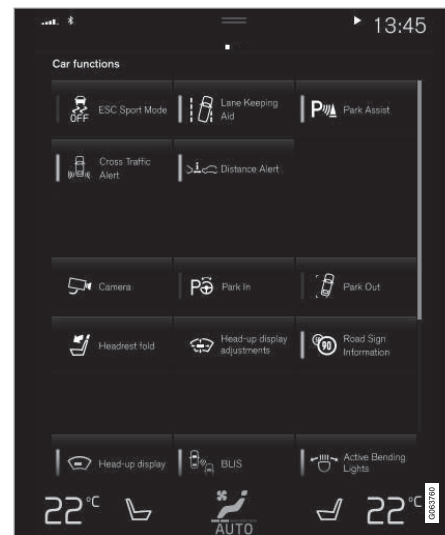 13:45
Car functions
OFF
ESC Sport Mode
Lane Keeping
Aid
P
Park Assist
Cross Traffic
Alert
Distance Alert
Camera
P
Park In
Park Out
Headrest fold
Head-up display
adjustments
90
Road Sign
Information
Head-up display
BLIS
Active Bending
Lights
22°C
AUTO
22°C
G063760